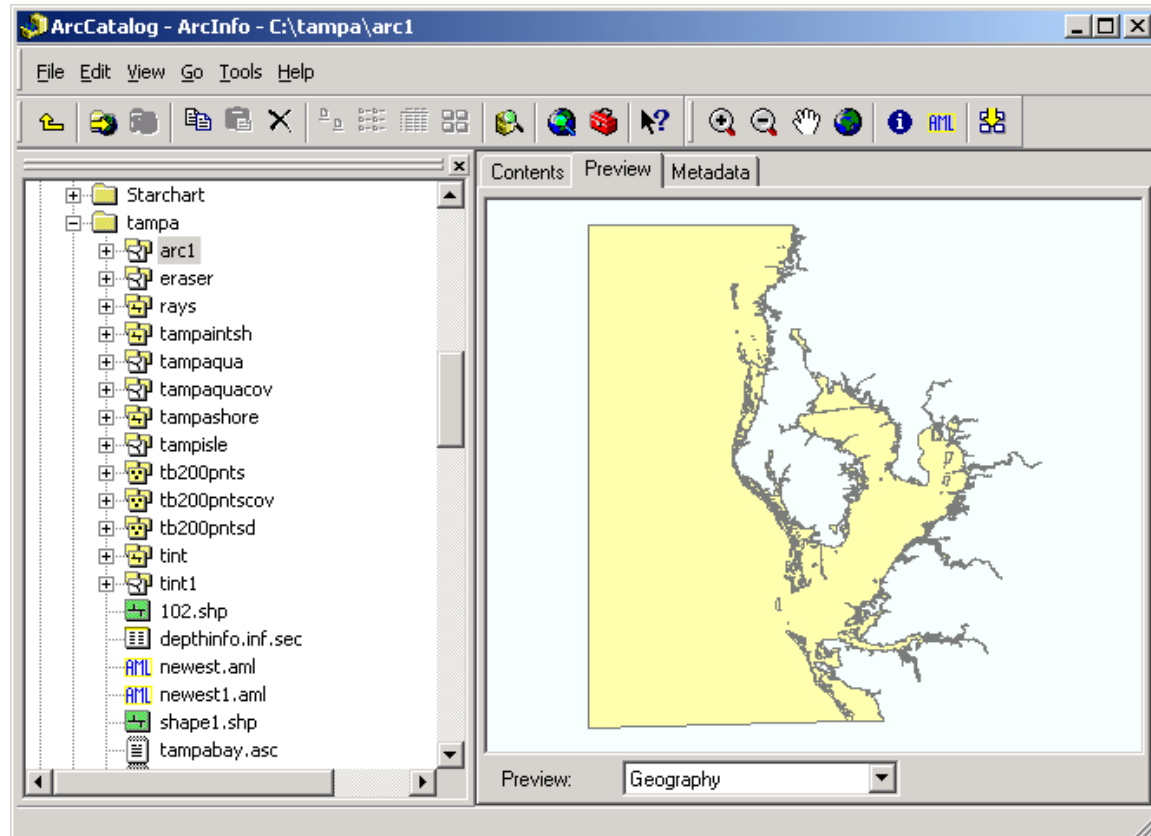 ArcCatalog - ArcInfo - C:\tampa\arc1
File Edit View Go Tools Help
AML
Starchart
tampa
arc1
eraser
rays
tampaintsh
tampaqua
tampaquacov
tampashore
tampisle
tb200pnts
tb200pntscov
tb200pntsd
tint
tint1
102.shp
depthinfo.inf.sec
AML newest.aml
AML newest1.aml
shape1.shp
tampabay.asc
Contents Preview Metadata
Preview: Geography